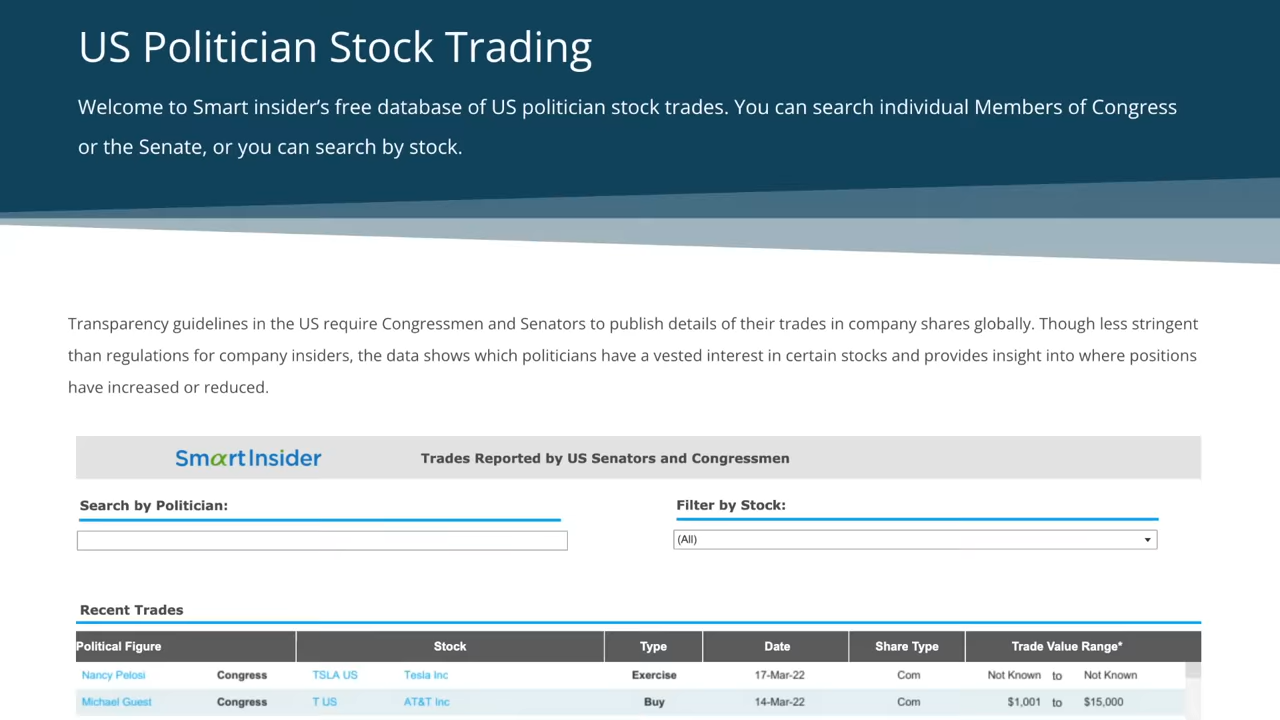 US Politician Stock Trading
Welcome to Smart insider’s free database of US politician stock trades. You can search individual Members of Congress
or the Senate, or you can search by stock.
Transparency guidelines in the US require Congressmen and Senators to publish details of their trades in company shares globally. Though less stringent
than regulations for company insiders, the data shows which politicians have a vested interest in certain stocks and provides insight into where positions
have increased or reduced.
SmartInsider Trades Reported by US Senators and Congressmen
Search by Politician: Filter by Stock:
(All)
Recent Trades
Political Figure Stock Type Date Share Type Trade Value Range*
Nancy Pelosi Congress TSLA US Tesla Inc Exercise 17-Mar-22 Com Not Known to Not Known
Michael Guest Congress T US AT&T Inc Buy 14-Mar-22 Com $1,001 to $15,000